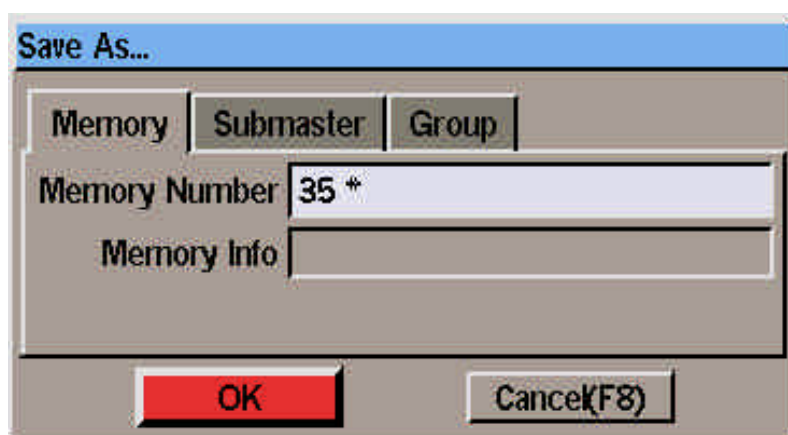 Save As...
Memory Submaster Group
Memory Number 35 *
Memory Info
OK Cancel(F8)